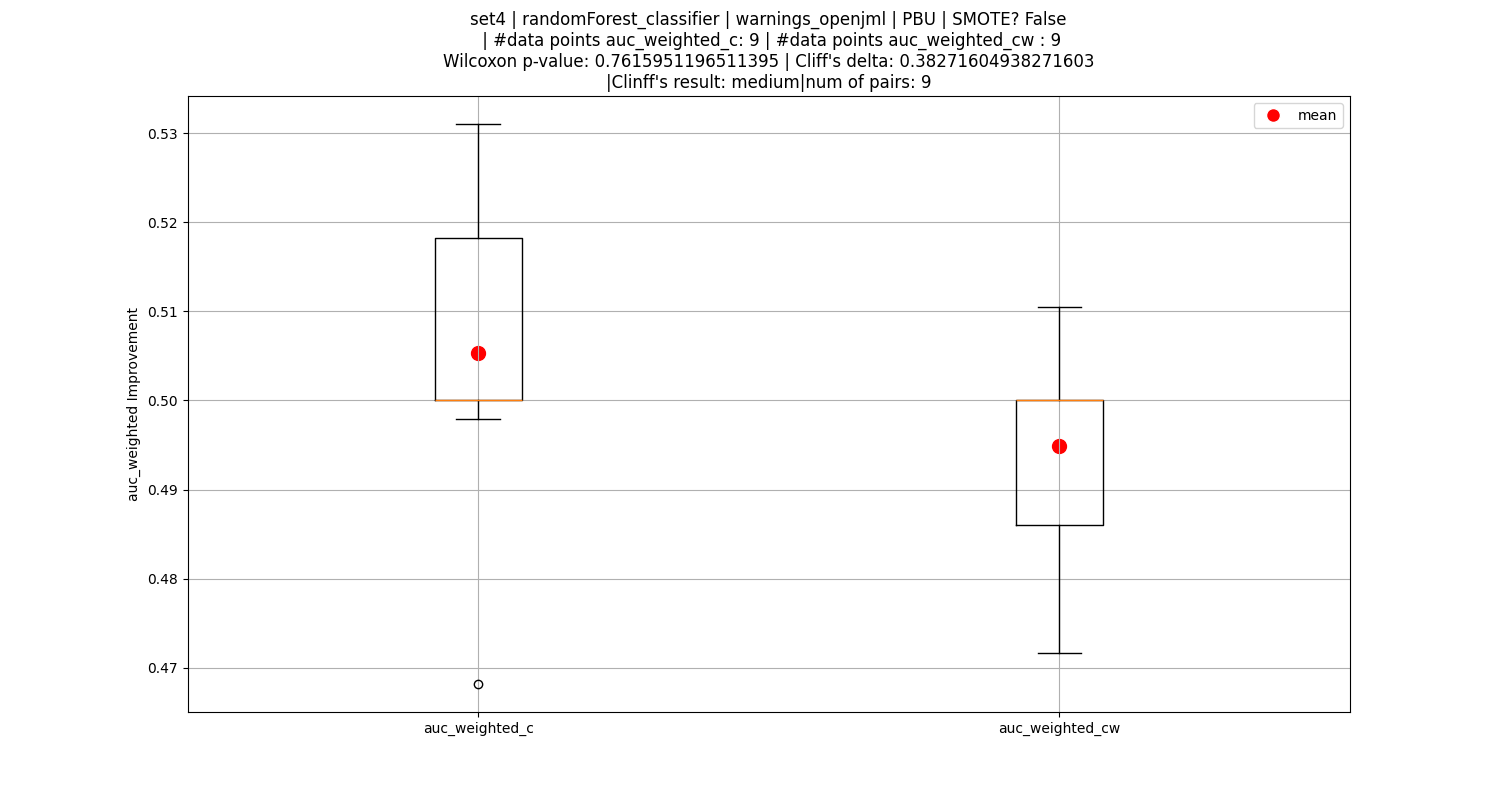 set4 | randomForest_classifier | warnings_openjml | PBU | SMOTE? False
| #data points auc_weighted_c: 9 | #data points auc_weighted_cw : 9
Wilcoxon p-value: 0.7615951196511395 | Cliff's delta: 0.38271604938271603
|Clinff's result: medium|num of pairs: 9
mean
auc_weighted Improvement
0.53
0.52
0.51
0.50
0.49
0.48
0.47
auc_weighted_c
auc_weighted_cw